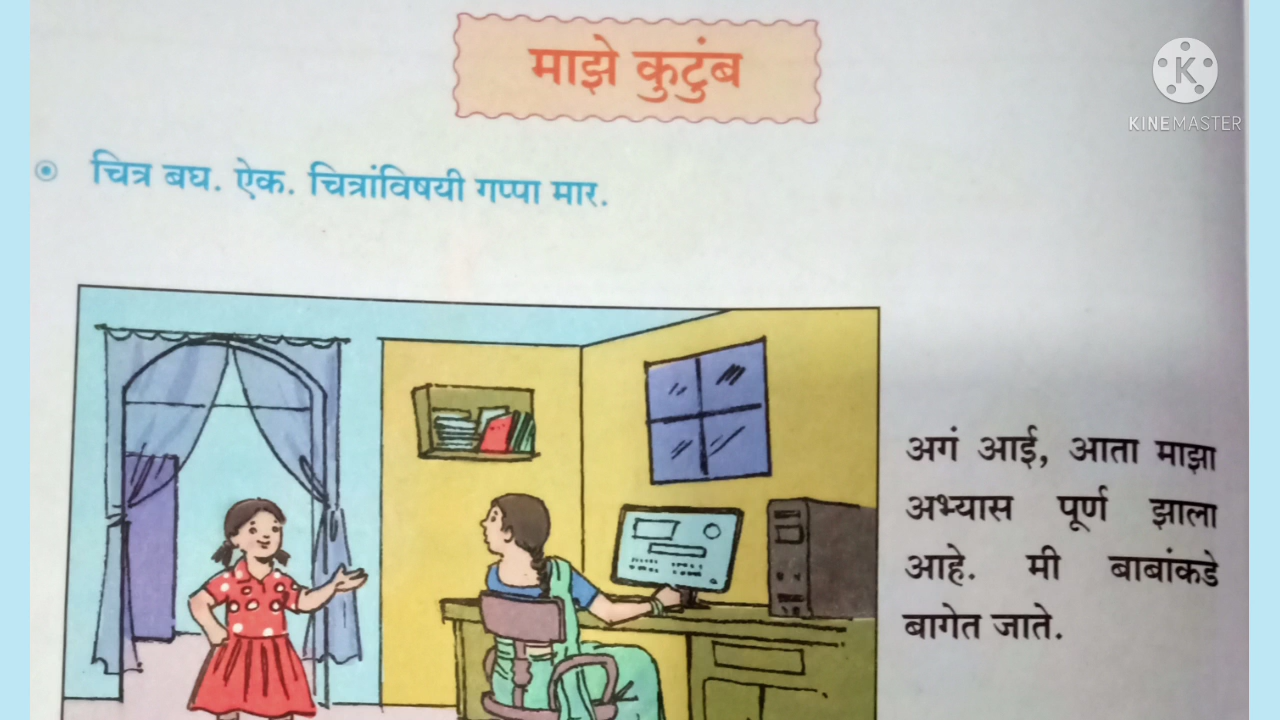 माझे कुटुंब
KINEMASTER
चित्र बघ. ऐक. चित्रांविषयी गप्पा मार.
अगं आई, आता माझा
अभ्यास पूर्ण झाला
आहे. मी बाबांकडे
बागेत जाते.